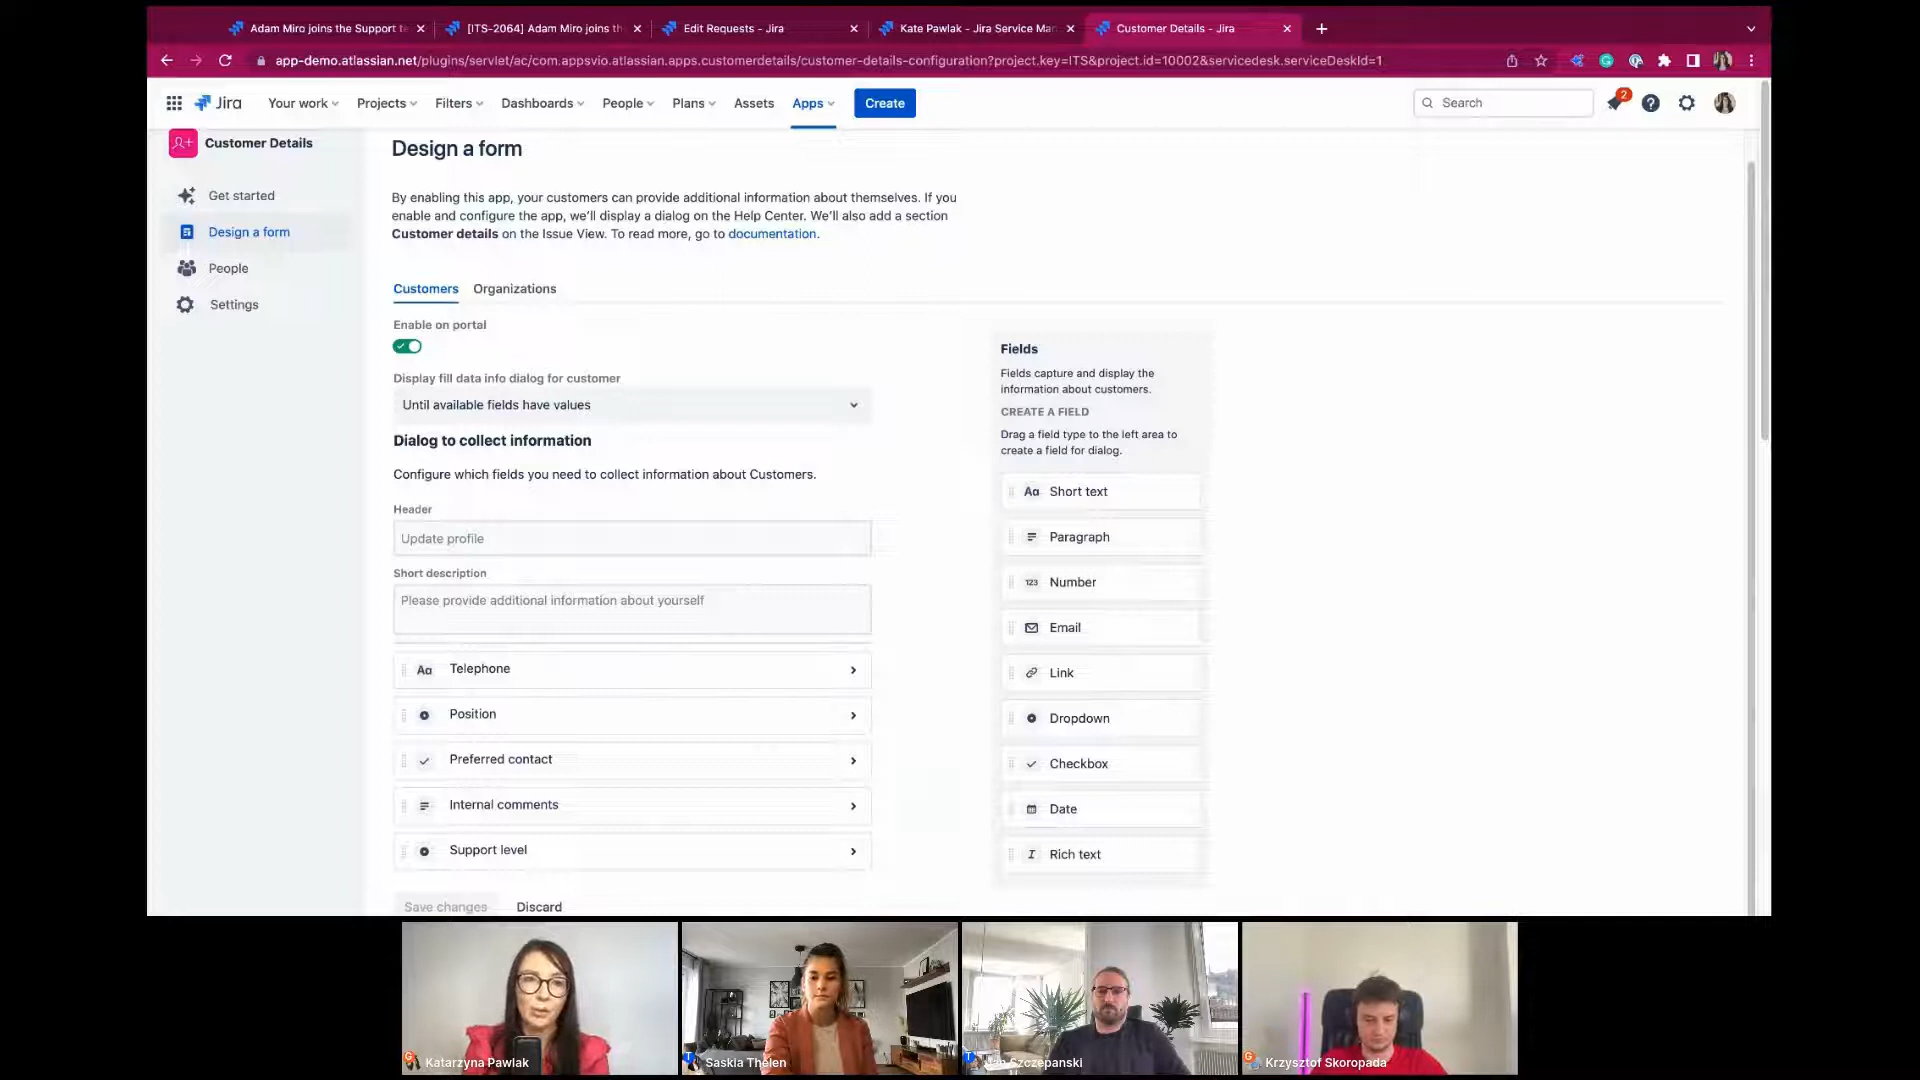 Adam Miro joins the Support t
[ITS-2064] Adam Miro joins th
Edit Requests - Jira
Kate Pawlak - Jira Service Man
Customer Details - Jira
app-demo.atlassian.net/plugins/servlet/ac/com.appsvio.atlassian.apps.customerdetails/customer-details-configuration?project.key=ITS&project.id=10002&servicedesk.serviceDeskId=1
Jira
Your work
Projects
Filters
Dashboards
People
Plans
Assets
Apps
Create
Search
2
Customer Details
Get started
Design a form
People
Settings
Design a form
By enabling this app, your customers can provide additional information about themselves. If you
enable and configure the app, we'll display a dialog on the Help Center. We'll also add a section
Customer details on the Issue View. To read more, go to documentation.
Customers
Organizations
Enable on portal
Display fill data info dialog for customer
Until available fields have values
Dialog to collect information
Configure which fields you need to collect information about Customers.
Header
Update profile
Short description
Please provide additional information about yourself
Aa Telephone
Position
Preferred contact
Internal comments
Support level
Save changes
Discard
Fields
Fields capture and display the
information about customers.
CREATE A FIELD
Drag a field type to the left area to
create a field for dialog.
Aa Short text
Paragraph
123 Number
Email
Link
Dropdown
Checkbox
Date
I Rich text
Katarzyna Pawlak
Saskia Thelen
Szczepanski
Krzysztof Skoropada